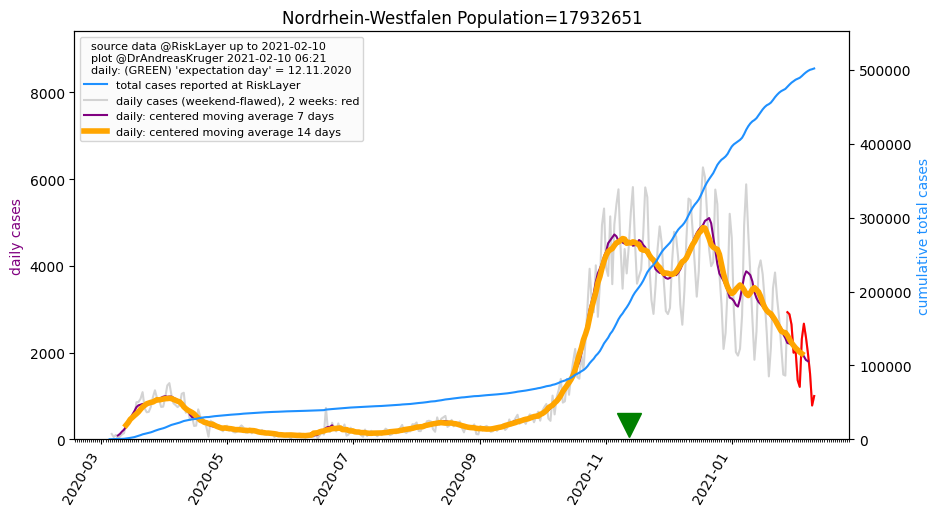 Nordrhein-Westfalen Population=17932651
source data @RiskLayer up to 2021-02-10
plot @DrAndreasKruger 2021-02-10 06:21
daily: (GREEN) 'expectation day' = 12.11.2020
total cases reported at RiskLayer
daily cases (weekend-flawed), 2 weeks: red
daily: centered moving average 7 days
daily: centered moving average 14 days
daily cases
8000
6000
4000
2000
0
500000
400000
300000
200000
100000
0
cumulative total cases
2020-03
2020-05
2020-07
2020-09
2020-11
2021-01